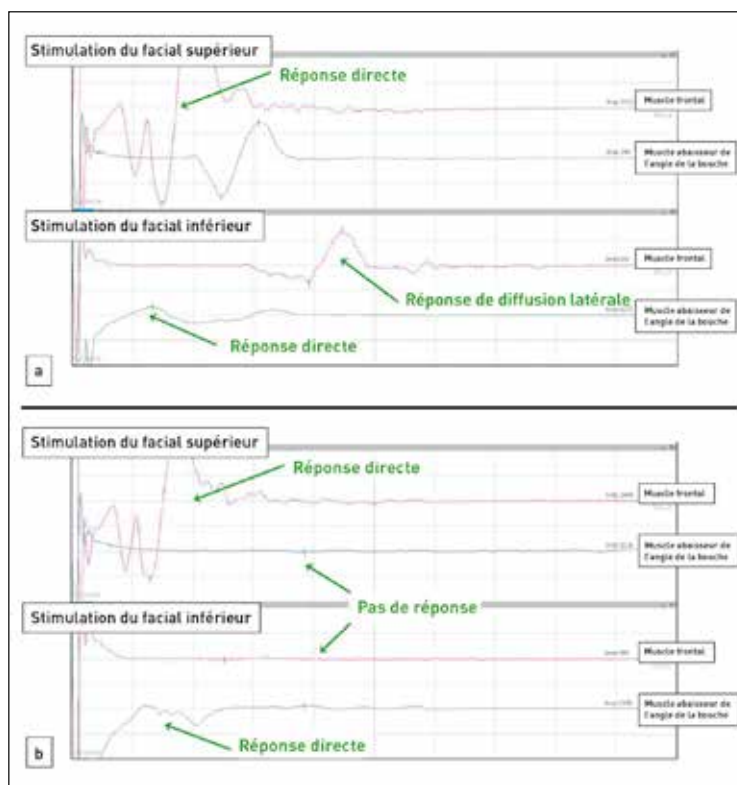 Stimulation du facial supérieur
Réponse directe
Muscle frontal
Muscle abaisseur de
l'angle de la bouche
Stimulation du facial inférieur
Muscle frontal
Réponse de diffusion latérale
Muscle abaisseur de
l'angle de la bouche
Réponse directe
a
Stimulation du facial supérieur
Réponse directe
Muscle frontal
Muscle abaisseur de
l'angle de la bouche
Pas de réponse
Stimulation du facial inférieur
Muscle frontal
Muscle abaisseur de
l'angle de la bouche
Réponse directe
b